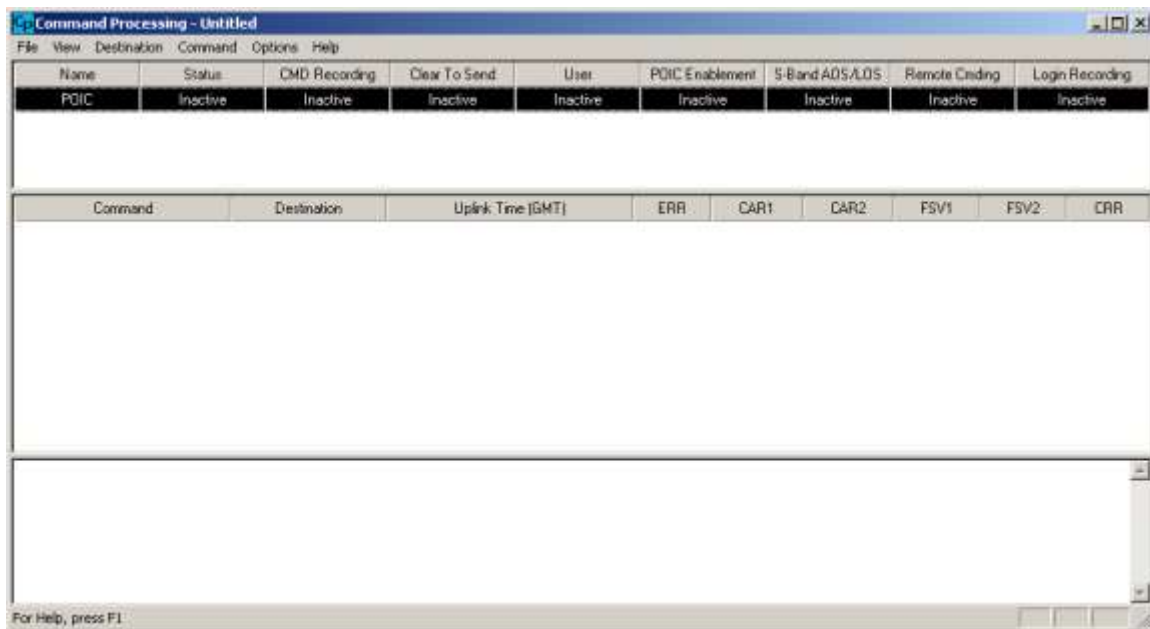 Command Processing - Untitled
File View Destination Command Options Help
Name Status CMD Recording Clear To Send User POIC Enablement S-Band AOS/LOS Remote Cmding Login Recording
POIC Inactive Inactive Inactive Inactive Inactive Inactive Inactive Inactive
Command Destination Uplink Time (GMT) ERR CAR1 CAR2 FSV1 FSV2 CRR
For Help, press F1